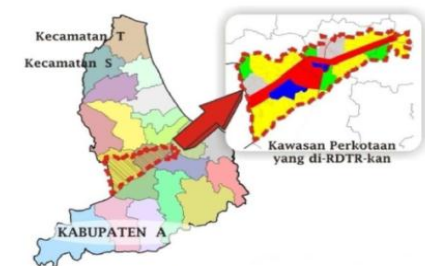 Kecamatan T
Kecamatan S
Kawasan Perkotaan
yang di-RDTR-kan
KABUPATEN A